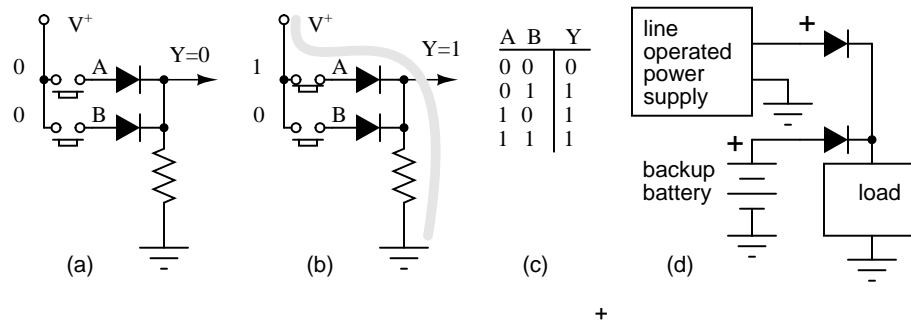 V+
Y=0
0
A
0
B
(a)
V+
Y=1
1
A
0
B
(b)
A B Y
0 0 0
0 1 1
1 0 1
1 1 1
(c)
line
operated
power
supply
+
+
backup
battery
load
(d)
+